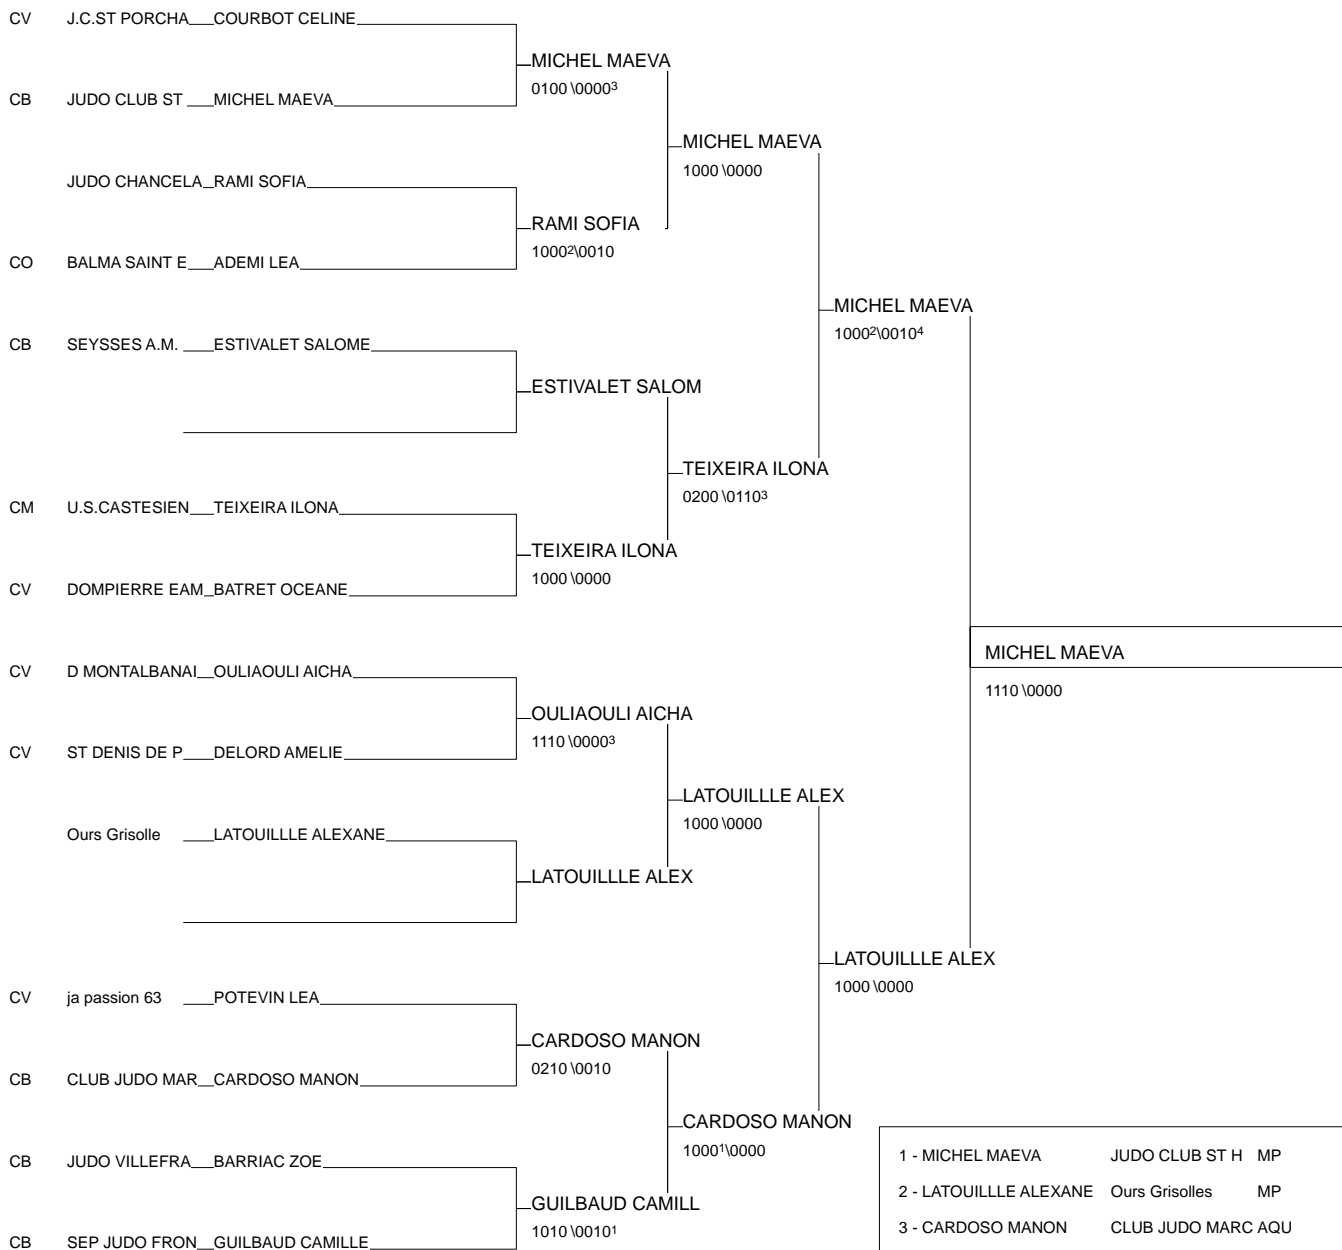 CV J.C.ST PORCHA COURBOT CELINE
MICHEL MAEVA
0100 \0000³
CB JUDO CLUB ST MICHEL MAEVA
MICHEL MAEVA
1000 \0000
JUDO CHANCELA RAMI SOFIA
RAMI SOFIA
1000²\0010
CO BALMA SAINT E ADEMI LEA
MICHEL MAEVA
1000²\0010⁴
CB SEYSSES A.M. ESTIVALET SALOME
ESTIVALET SALOM
TEIXEIRA ILONA
0200 \0110³
CM U.S.CASTESIEN TEIXEIRA ILONA
TEIXEIRA ILONA
1000 \0000
CV DOMPIERRE EAM BATRET OCEANE
MICHEL MAEVA
1110 \0000
CV D MONTALBANAI OULIAOULI AICHA
OULIAOULI AICHA
1110 \0000³
CV ST DENIS DE P DELORD AMELIE
LATOUILLLE ALEX
1000 \0000
Ours Grisolle LATOUILLLE ALEXANE
LATOUILLLE ALEX
LATOUILLLE ALEX
1000 \0000
CV ja passion 63 POTEVIN LEA
CARDOSO MANON
0210 \0010
CB CLUB JUDO MAR CARDOSO MANON
CARDOSO MANON
1000¹\0000
CB JUDO VILLEFRA BARRIAC ZOE
GUILBAUD CAMILL
1010 \0010¹
CB SEP JUDO FRON GUILBAUD CAMILLE
1 - MICHEL MAEVA JUDO CLUB ST H MP
2 - LATOUILLLE ALEXANE Ours Grisolles MP
3 - CARDOSO MANON CLUB JUDO MARC AQU